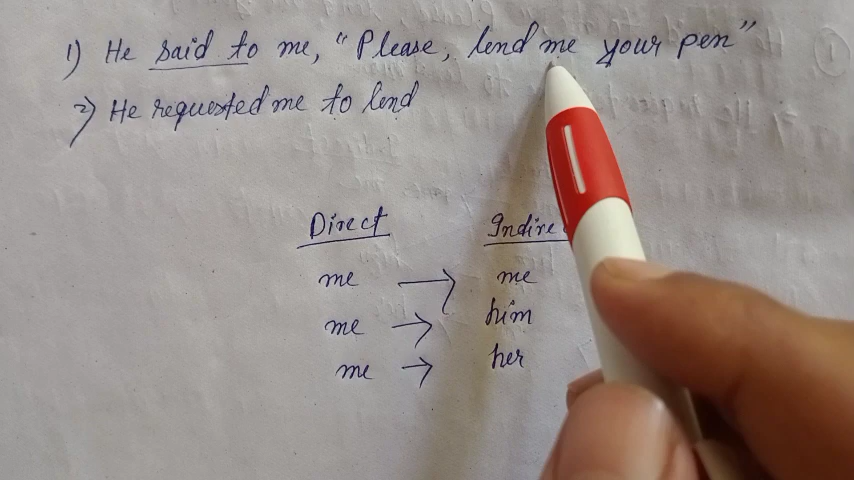 1) He said to me, "Please, lend me your pen"
2) He requested me to lend
Direct
me → me
me → him
me → her